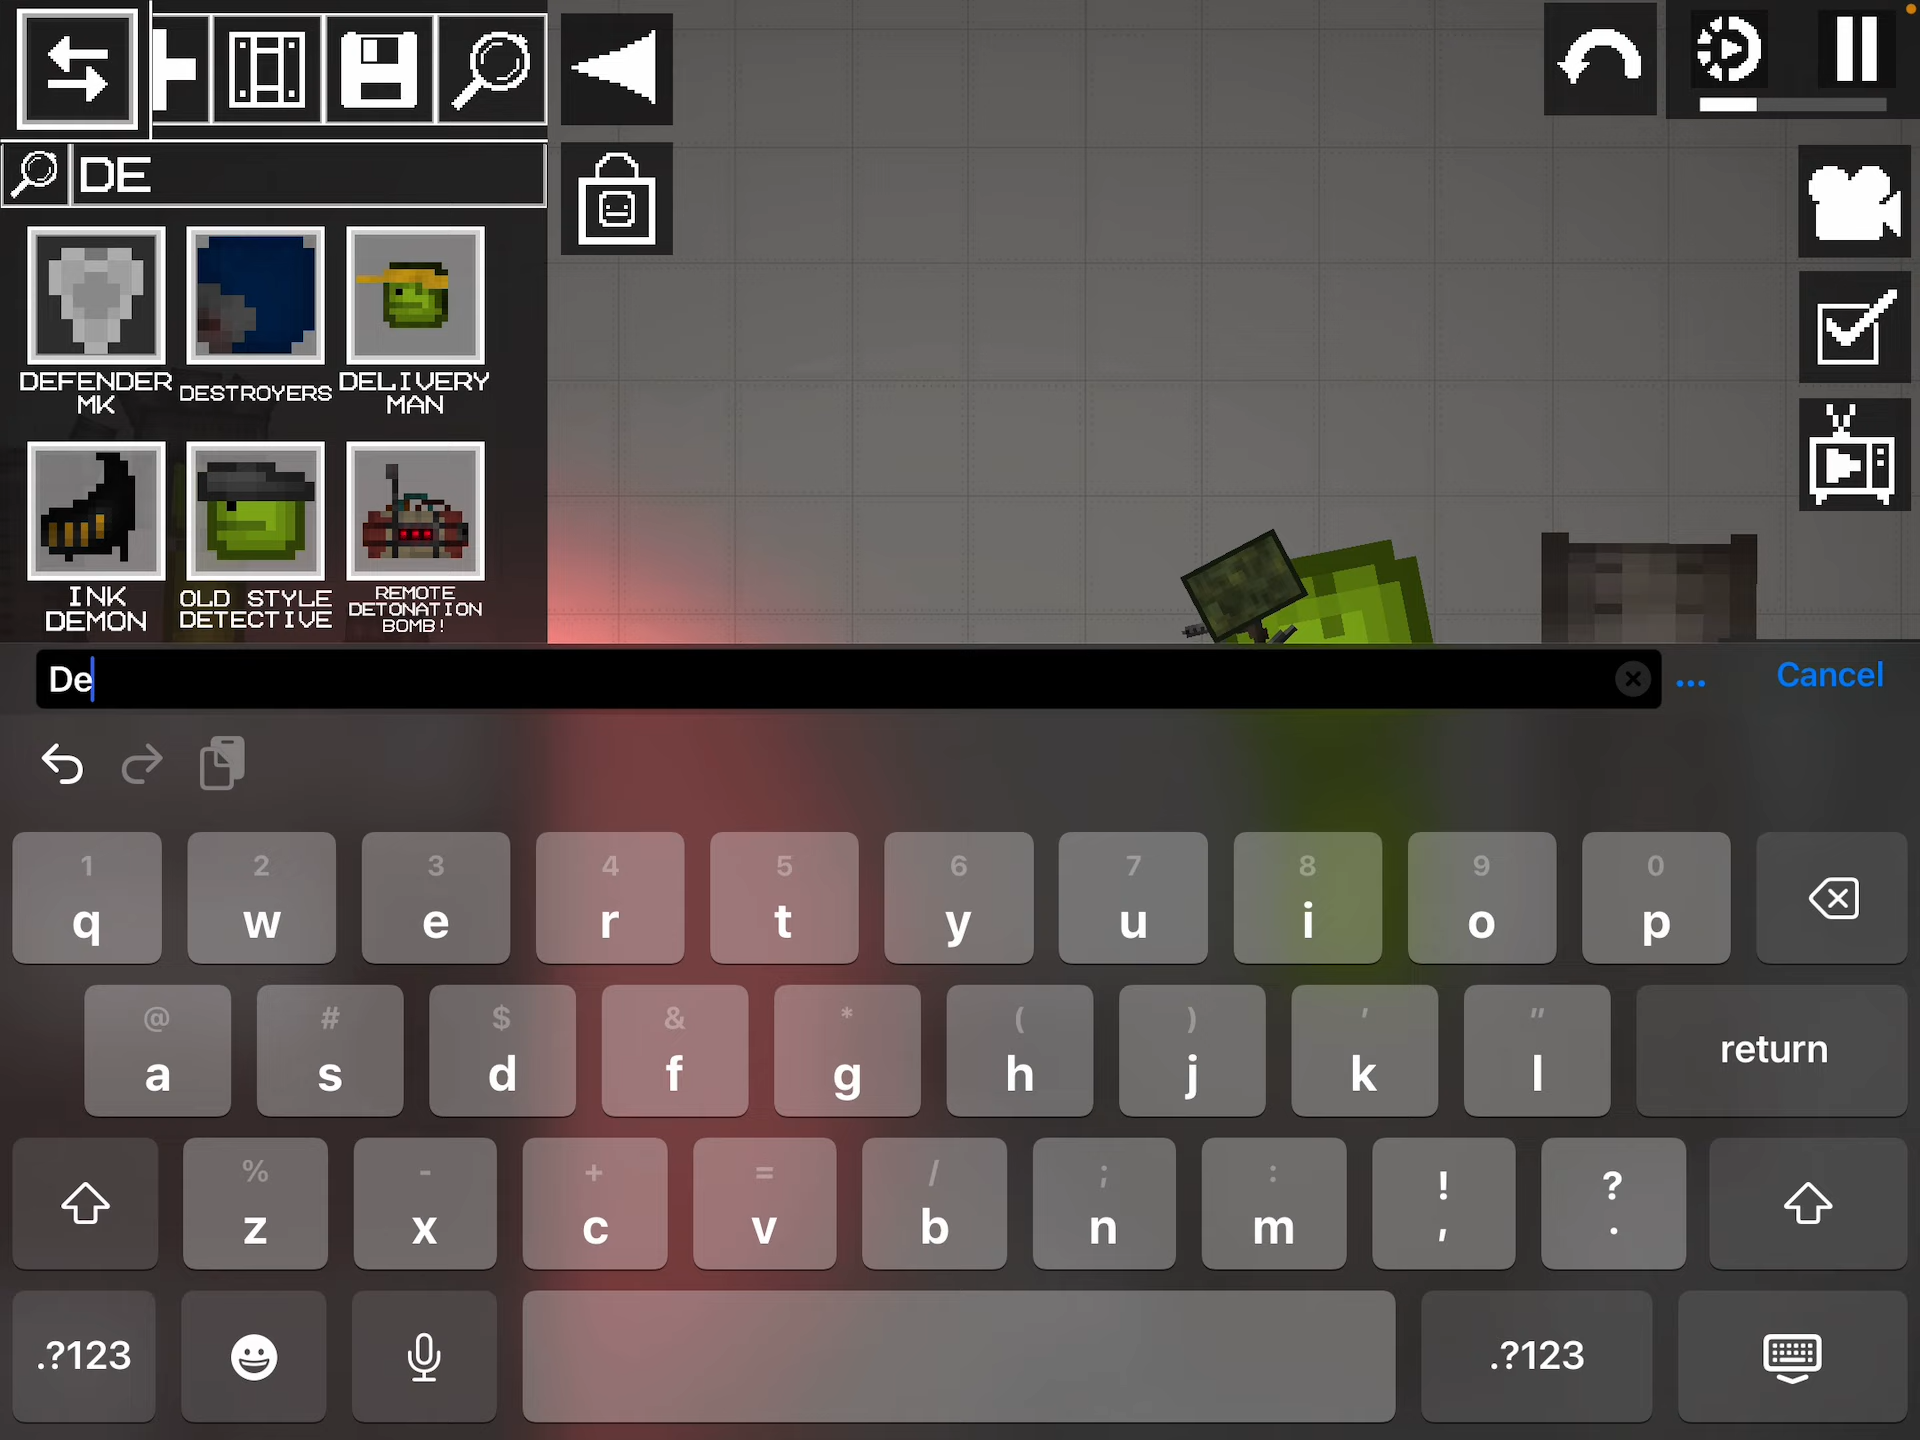 DE
DEFENDER
MK
DESTROYERS
DELIVERY
MAN
INK
DEMON
OLD STYLE
DETECTIVE
REMOTE
DETONATION
BOMB!
De
...
Cancel
1 2 3 4 5 6 7 8 9 0
q w e r t y u i o p
@ # $ & * ( ) ' "
a s d f g h j k l return
% - + = / ; : ! ?
z x c v b n m , .
.?123 .?123